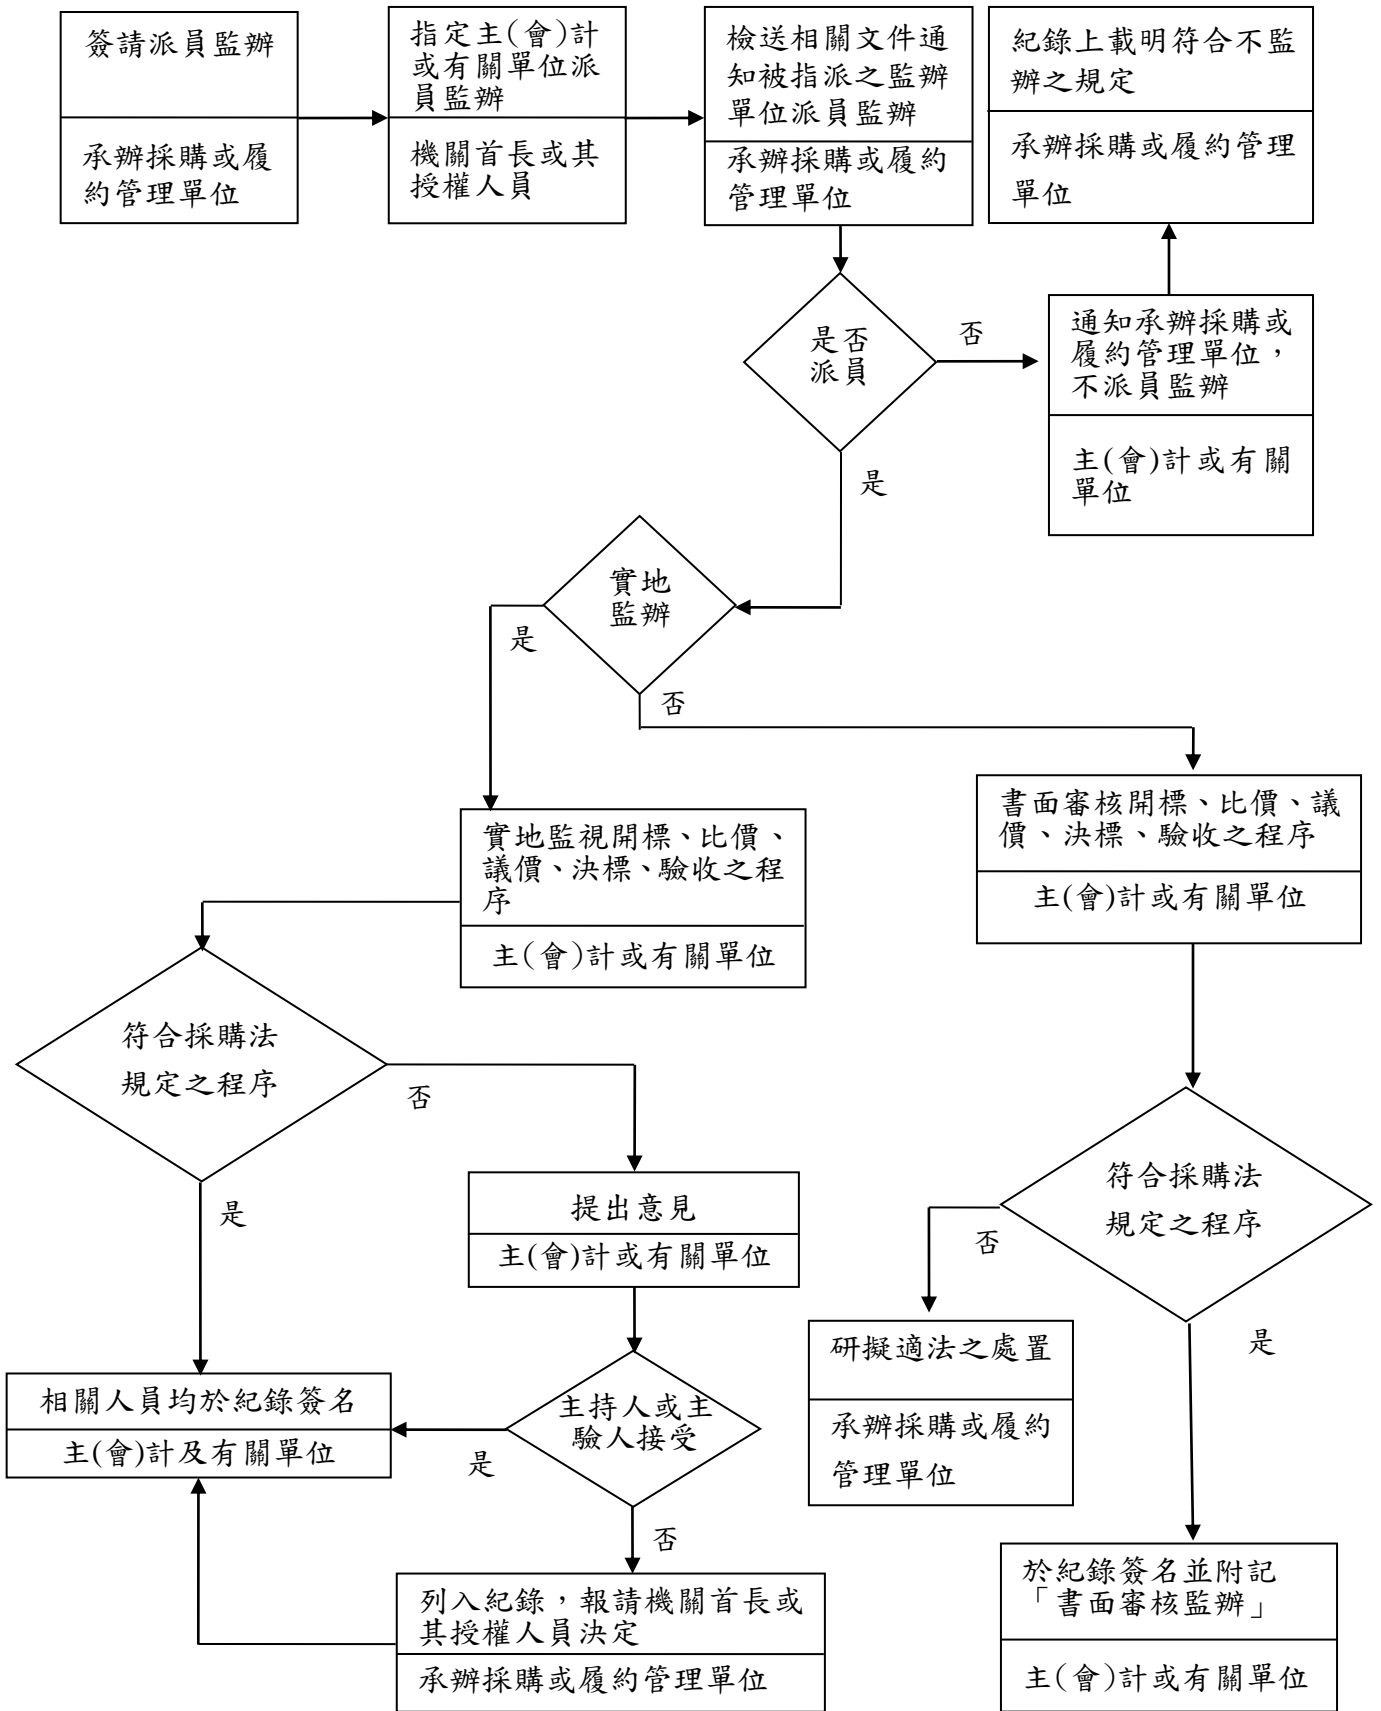 簽請派員監辦
承辦採購或履
約管理單位
指定主(會)計
或有關單位派
員監辦
機關首長或其
授權人員
檢送相關文件通
知被指派之監辦
單位派員監辦
承辦採購或履約
管理單位
紀錄上載明符合不監
辦之規定
承辦採購或履約管理
單位
是否
派員
否
通知承辦採購或
履約管理單位，
不派員監辦
主(會)計或有關
單位
是
實地
監辦
是
否
實地監視開標、比價、
議價、決標、驗收之程
序
主(會)計或有關單位
書面審核開標、比價、議
價、決標、驗收之程序
主(會)計或有關單位
符合採購法
規定之程序
否
是
提出意見
主(會)計或有關單位
符合採購法
規定之程序
否
是
研擬適法之處置
承辦採購或履約
管理單位
相關人員均於紀錄簽名
主(會)計及有關單位
主持人或主
驗人接受
是
否
列入紀錄，報請機關首長或
其授權人員決定
承辦採購或履約管理單位
於紀錄簽名並附記
「書面審核監辦」
主(會)計或有關單位